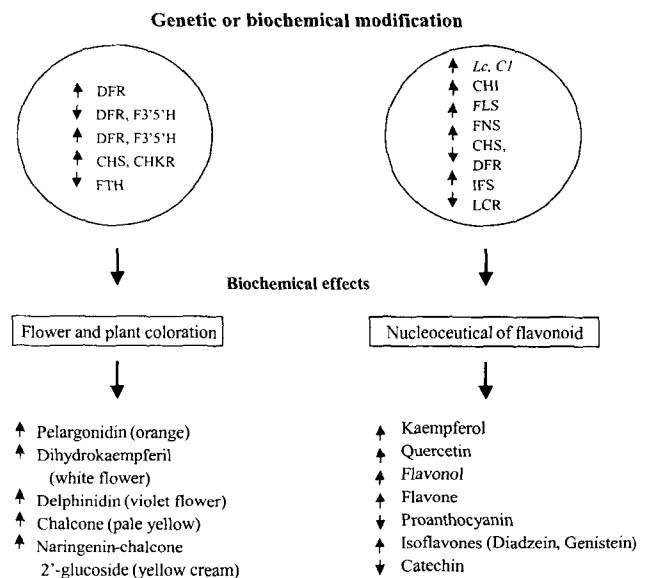 Genetic or biochemical modification
DFR
DFR, F3'5'H
DFR, F3'5'H
CHS, CHKR
FTH
Lc, C1
CHI
FLS
FNS
CHS,
DFR
IFS
LCR
Biochemical effects
Flower and plant coloration
Nucleoceutical of flavonoid
Pelargonidin (orange)
Dihydrokaempferil
(white flower)
Delphinidin (violet flower)
Chalcone (pale yellow)
Naringenin-chalcone
2'-glucoside (yellow cream)
Kaempferol
Quercetin
Flavonol
Flavone
Proanthocyanin
Isoflavones (Diadzein, Genistein)
Catechin